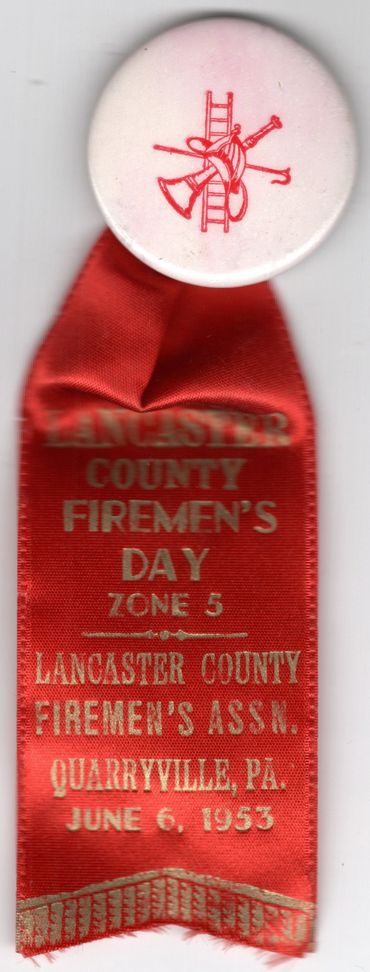 LANCASTER
COUNTY
FIREMEN'S
DAY
ZONE 5
LANCASTER COUNTY
FIREMEN'S ASSN.
QUARRYVILLE, PA.
JUNE 6, 1953